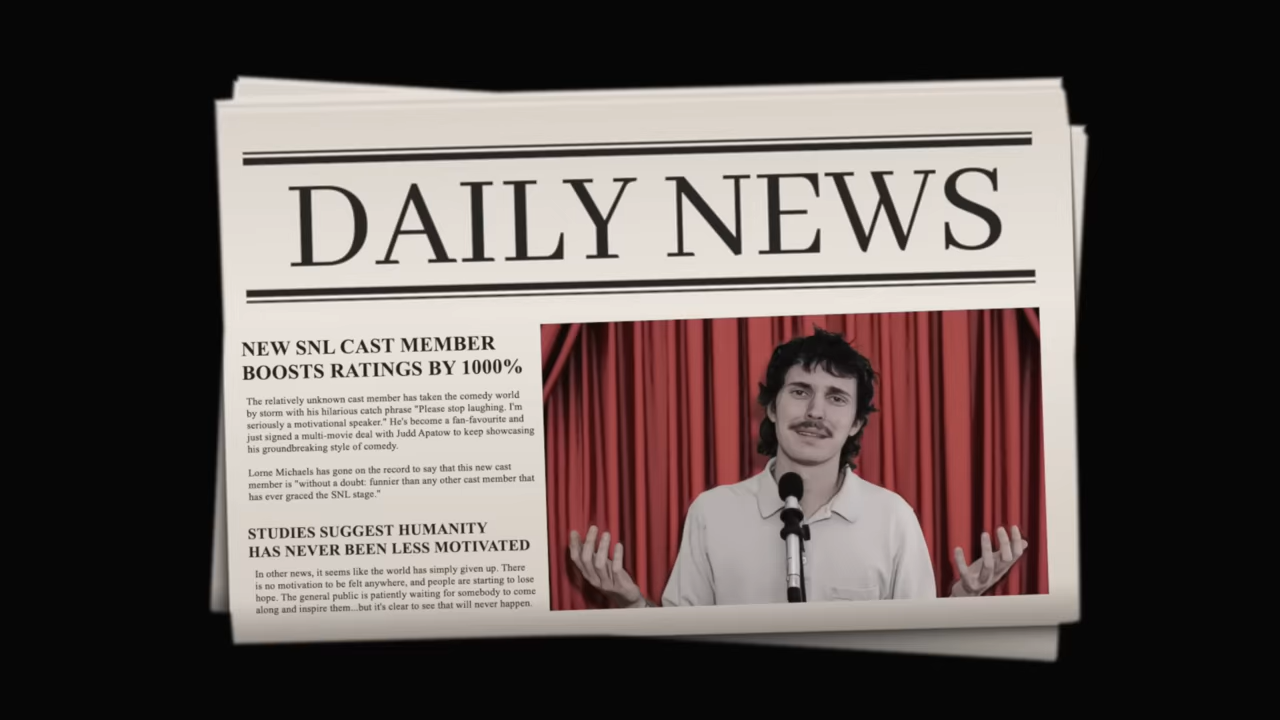 DAILY NEWS
NEW SNL CAST MEMBER
BOOSTS RATINGS BY 1000%
The relatively unknown cast member has taken the comedy world
by storm with his hilarious catch phrase "Please stop laughing. I'm
seriously a motivational speaker." He's become a fan-favourite and
just signed a multi-movie deal with Judd Apatow to keep showcasing
his groundbreaking style of comedy.
Lorne Michaels has gone on the record to say that this new cast
member is "without a doubt: funnier than any other cast member that
has ever graced the SNL stage."
STUDIES SUGGEST HUMANITY
HAS NEVER BEEN LESS MOTIVATED
In other news, it seems like the world has simply given up. There
is no motivation to be felt anywhere, and people are starting to lose
hope. The general public is patiently waiting for somebody to come
along and inspire them...but it's clear to see that will never happen.